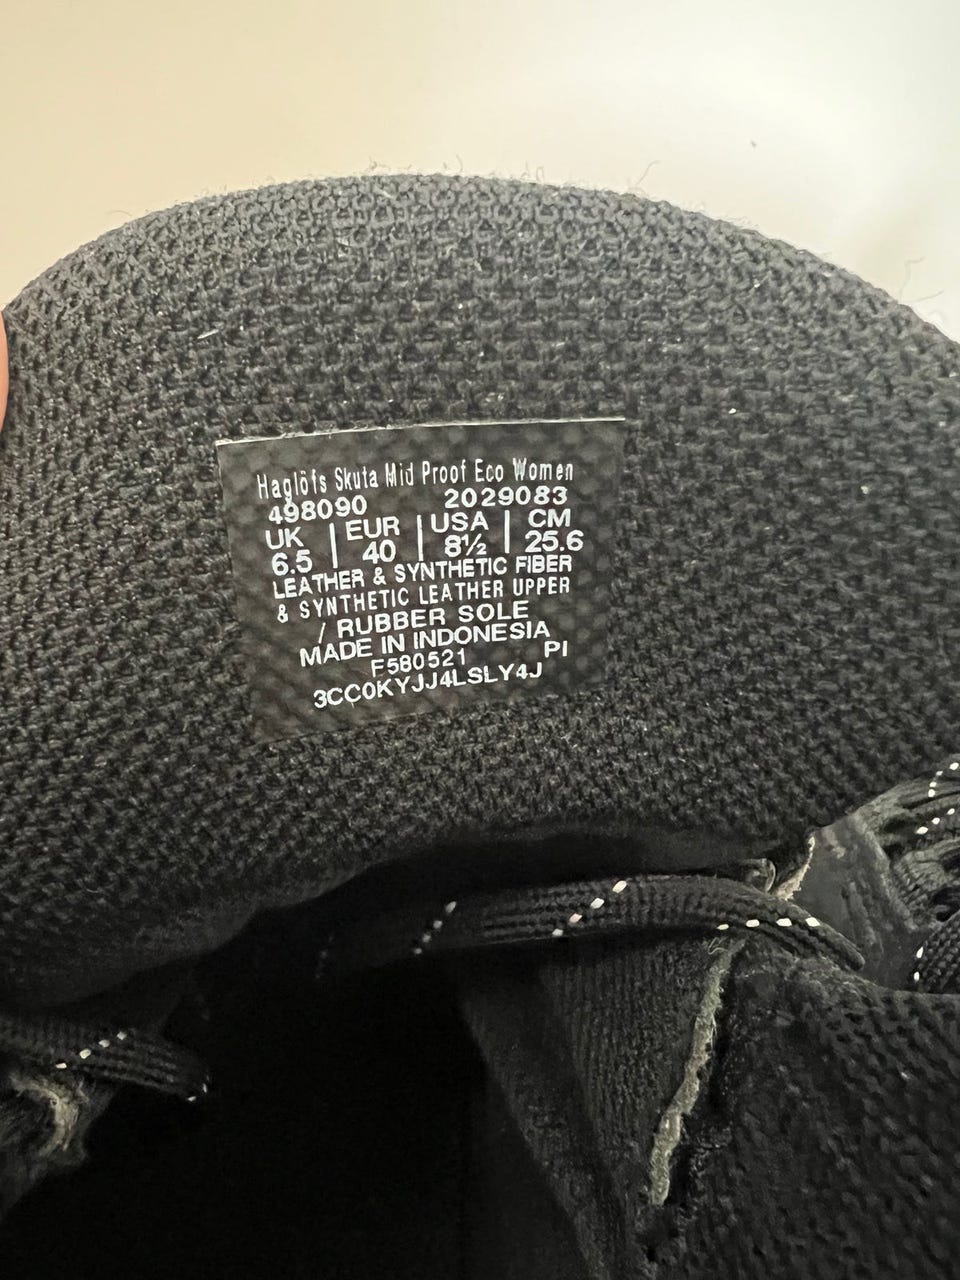 Haglöfs Skuta Mid Proof Eco Women
498090 2029083
UK | EUR | USA | CM
6.5 | 40 | 8½ | 25.6
LEATHER & SYNTHETIC FIBER
& SYNTHETIC LEATHER UPPER
/ RUBBER SOLE
MADE IN INDONESIA
F580521 PI
3CC0KYJJ4LSLY4J